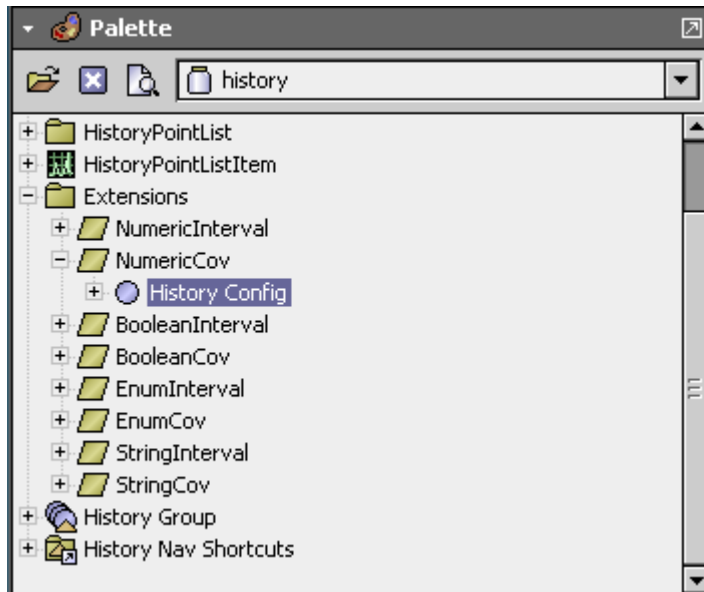 Palette
history
HistoryPointList
HistoryPointListItem
Extensions
NumericInterval
NumericCov
History Config
BooleanInterval
BooleanCov
EnumInterval
EnumCov
StringInterval
StringCov
History Group
History Nav Shortcuts